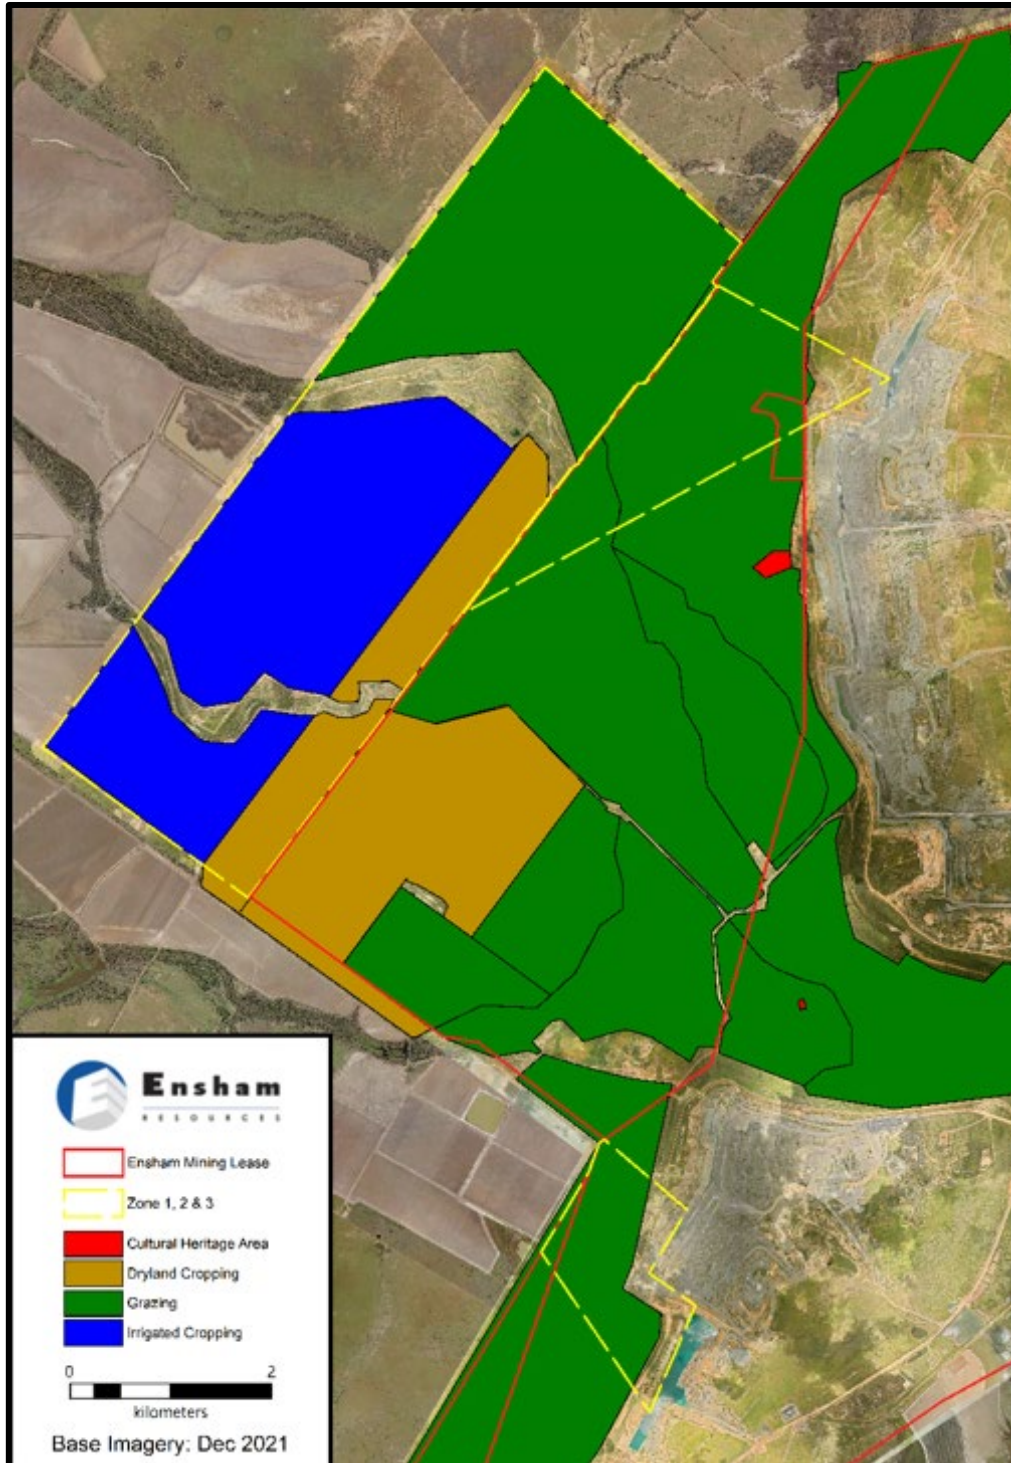 Ensham
RESOURCES
Ensham Mining Lease
Zone 1, 2 & 3
Cultural Heritage Area
Dryland Cropping
Grazing
Irrigated Cropping
0 2
kilometers
Base Imagery: Dec 2021